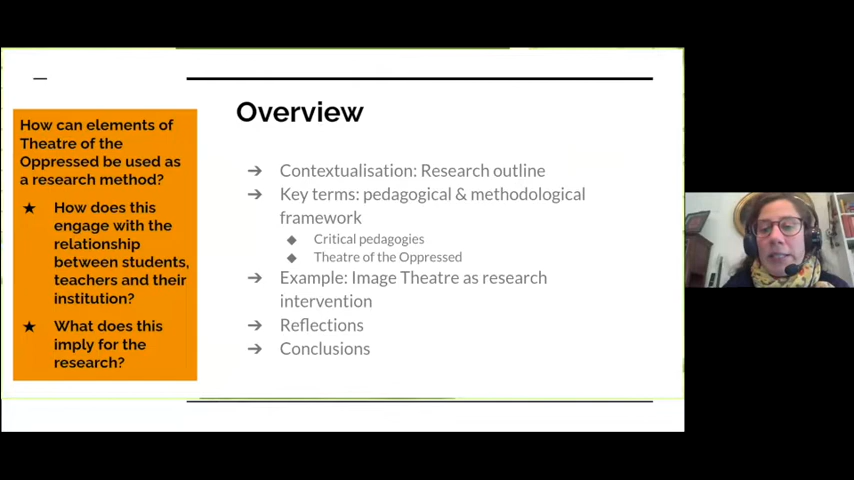 How can elements of
Theatre of the
Oppressed be used as
a research method?
★ How does this
engage with the
relationship
between students,
teachers and their
institution?
★ What does this
imply for the
research?
Overview
➔ Contextualisation: Research outline
➔ Key terms: pedagogical & methodological
framework
◆ Critical pedagogies
◆ Theatre of the Oppressed
➔ Example: Image Theatre as research
intervention
➔ Reflections
➔ Conclusions